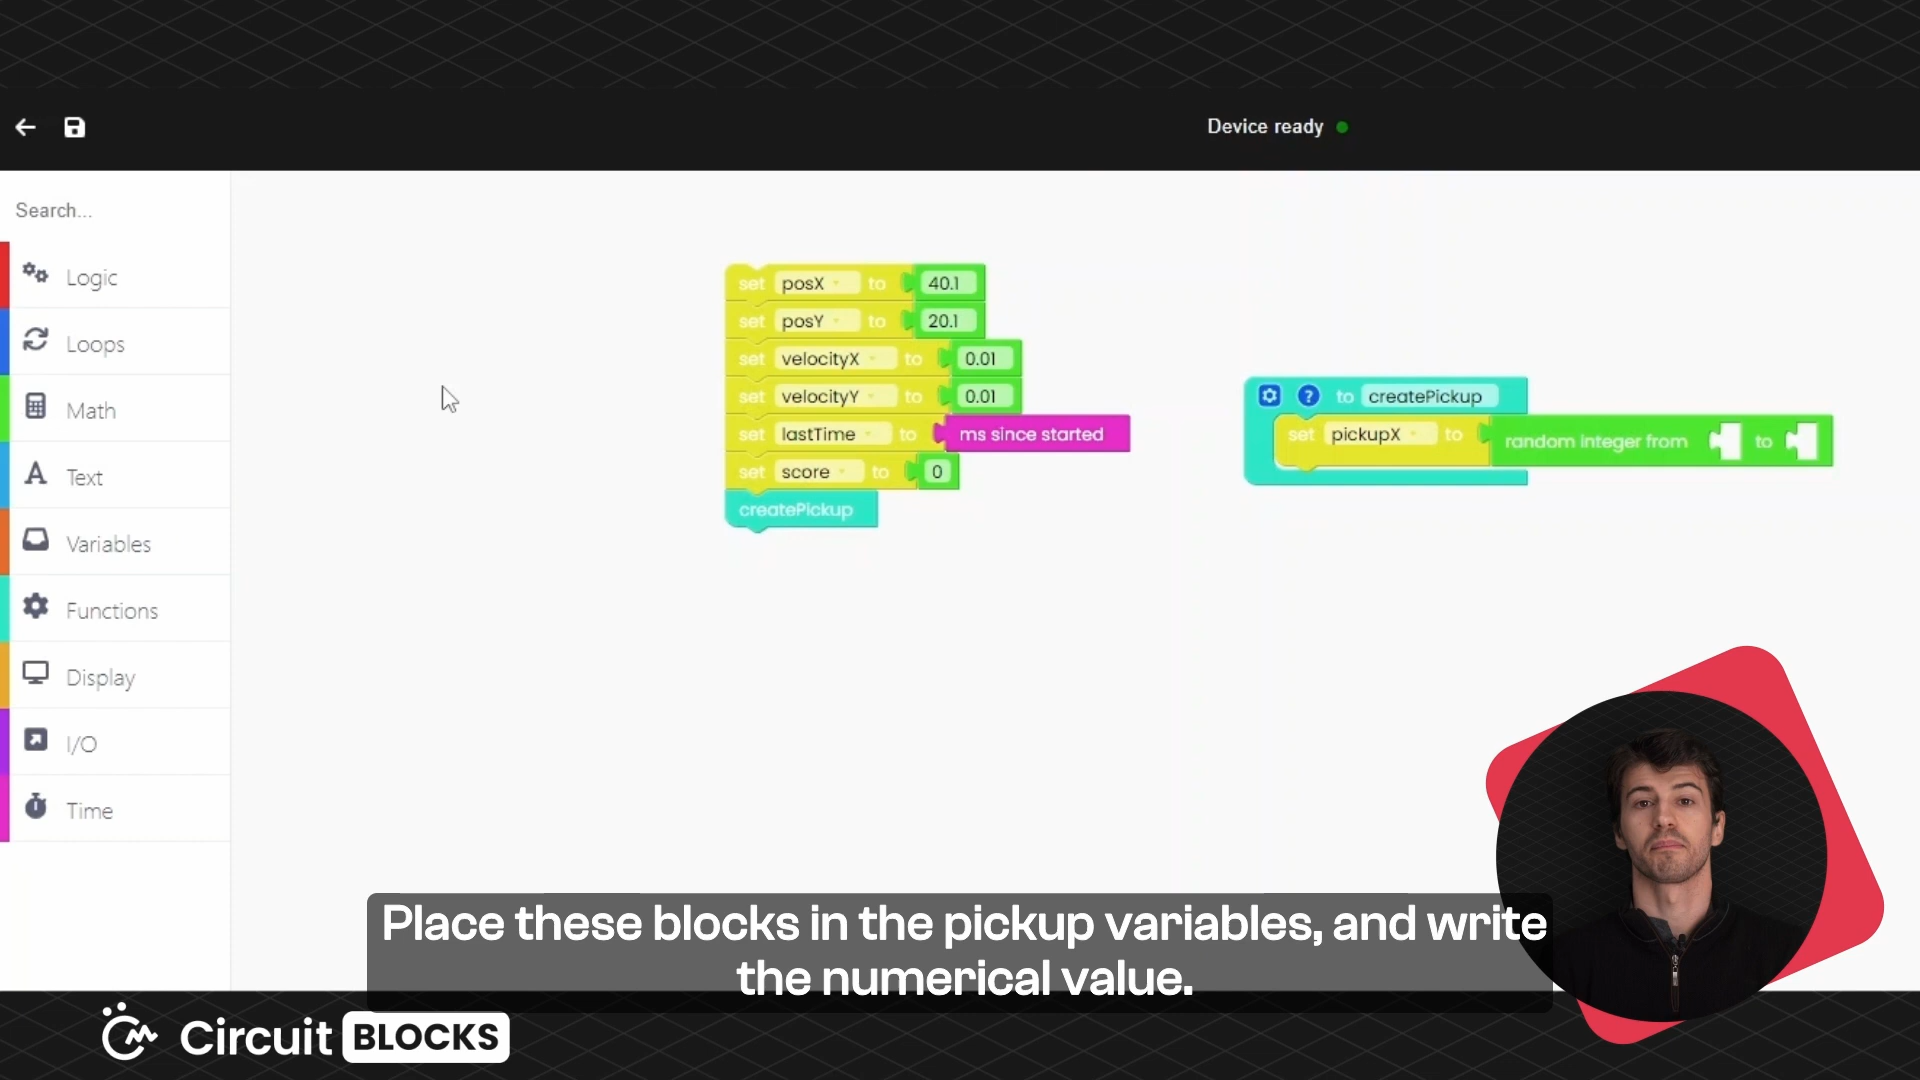 Device ready
Search...
Logic
Loops
Math
Text
Variables
Functions
Display
I/O
Time
set posX to 40.1
set posY to 20.1
set velocityX to 0.01
set velocityY to 0.01
set lastTime to ms since started
set score to 0
createPickup
? to createPickup
set pickupX to random integer from to
Place these blocks in the pickup variables, and write
the numerical value.
Circuit BLOCKS